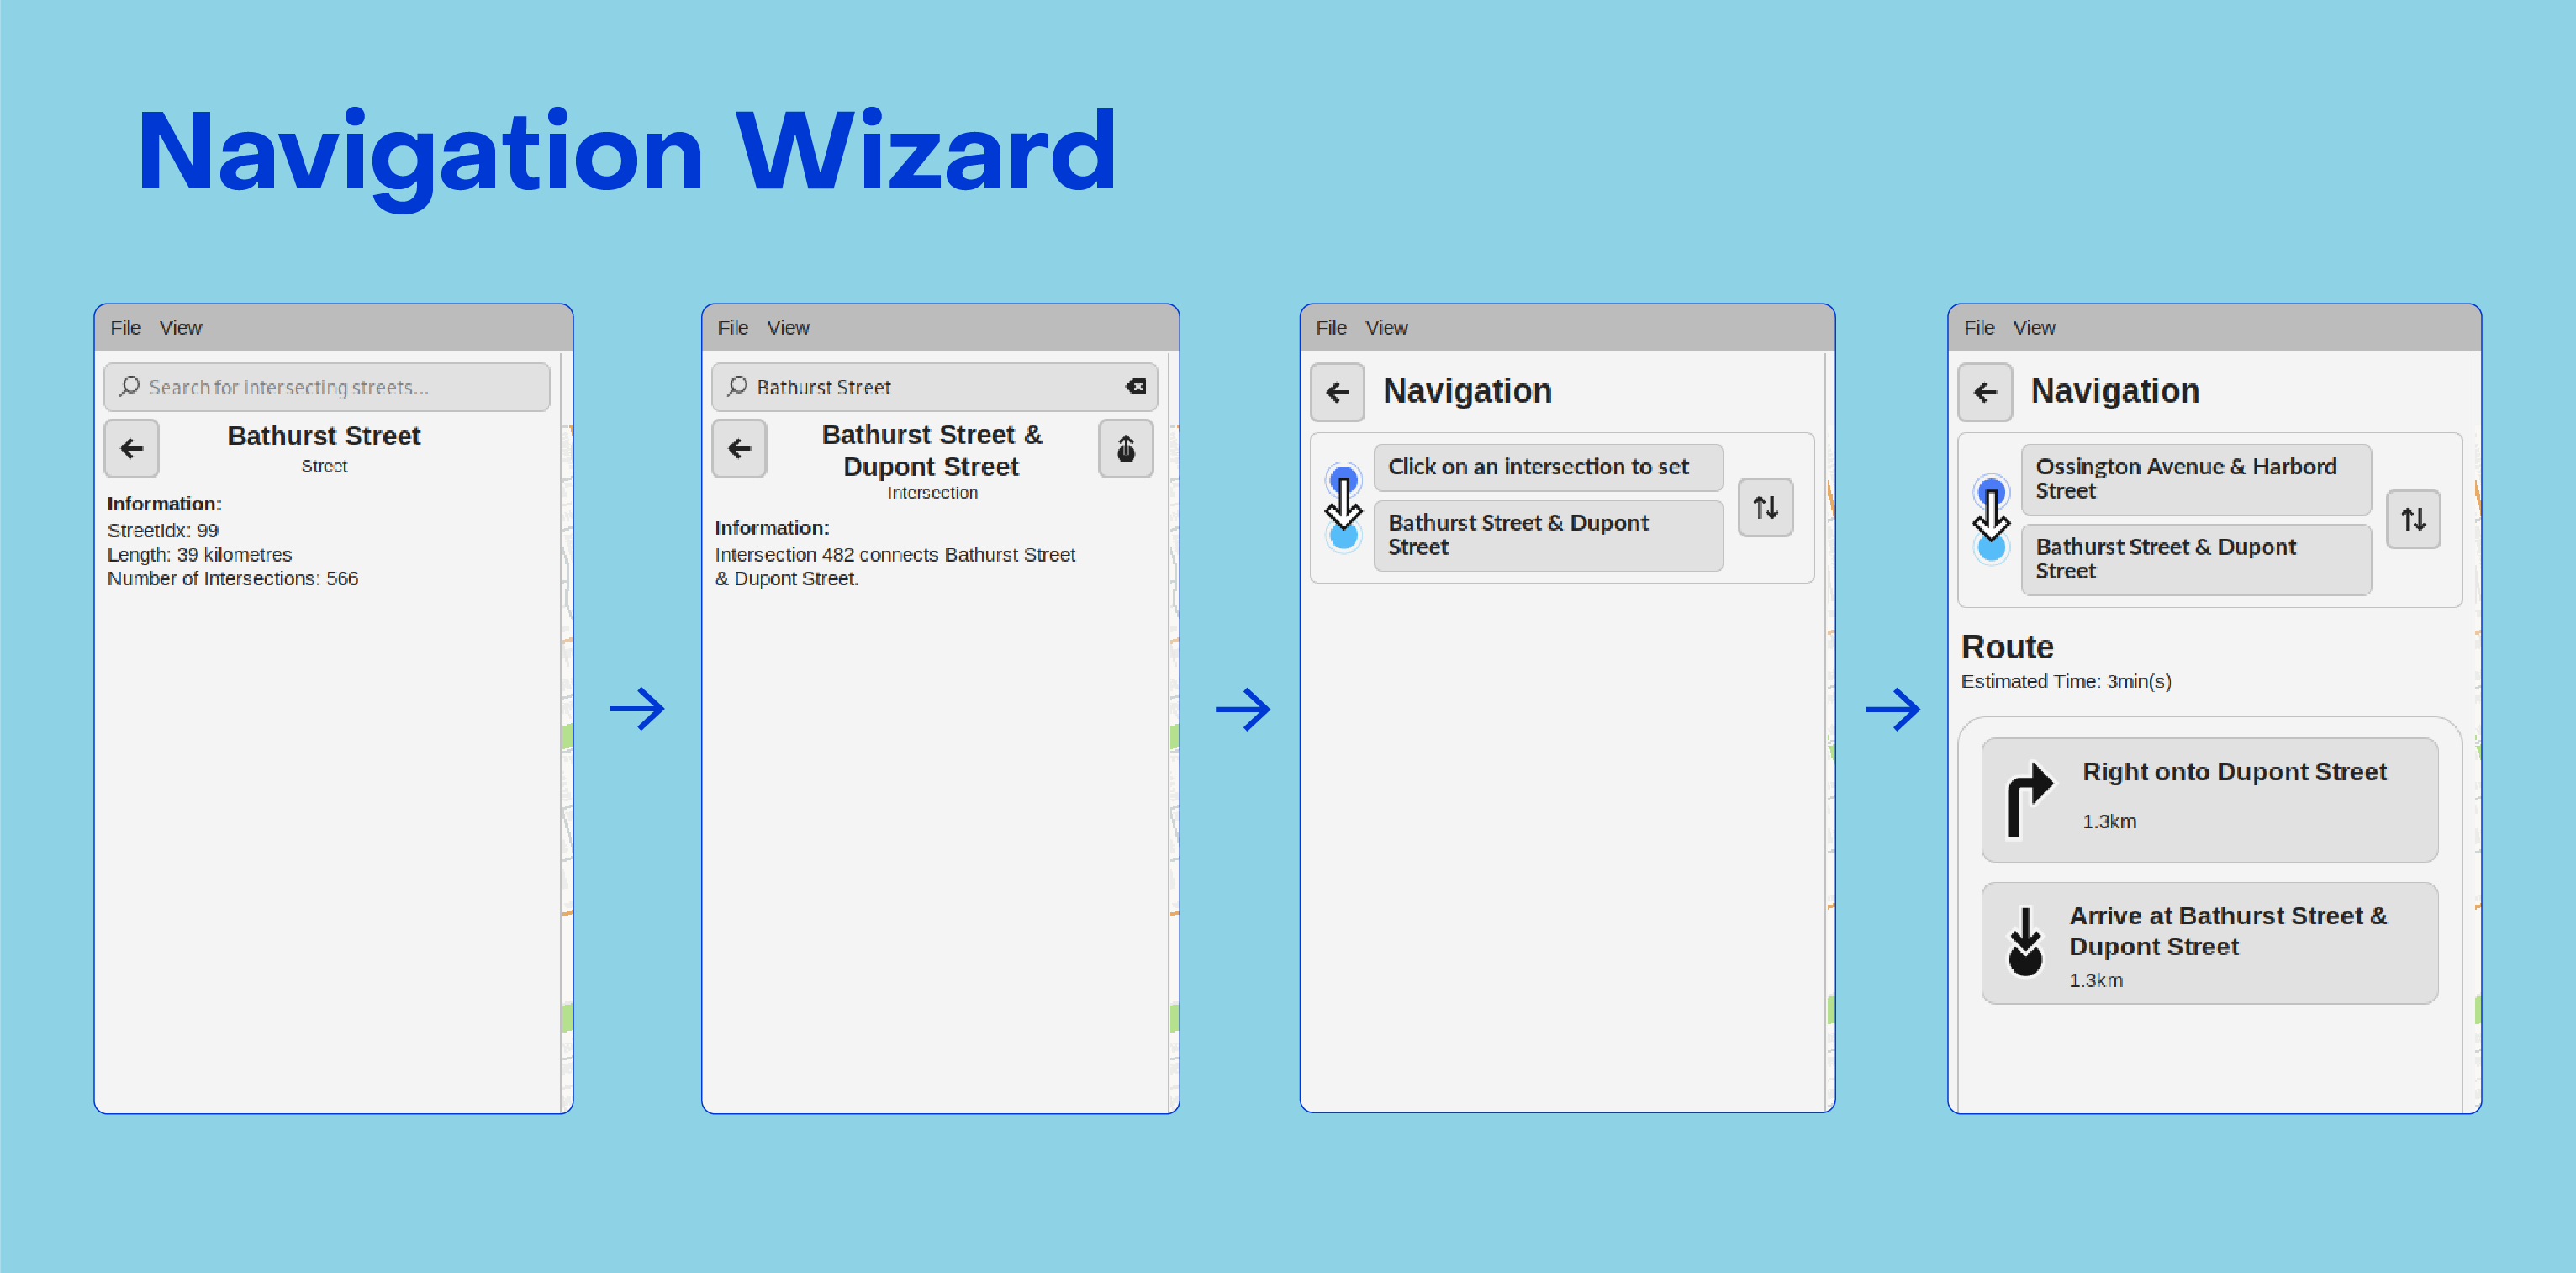 Navigation Wizard
File View
Search for intersecting streets...
Bathurst Street
Street
Information:
StreetIdx: 99
Length: 39 kilometres
Number of Intersections: 566
File View
Bathurst Street
Bathurst Street &
Dupont Street
Intersection
Information:
Intersection 482 connects Bathurst Street
& Dupont Street.
File View
Navigation
Click on an intersection to set
Bathurst Street & Dupont
Street
File View
Navigation
Ossington Avenue & Harbord
Street
Bathurst Street & Dupont
Street
Route
Estimated Time: 3min(s)
Right onto Dupont Street
1.3km
Arrive at Bathurst Street &
Dupont Street
1.3km